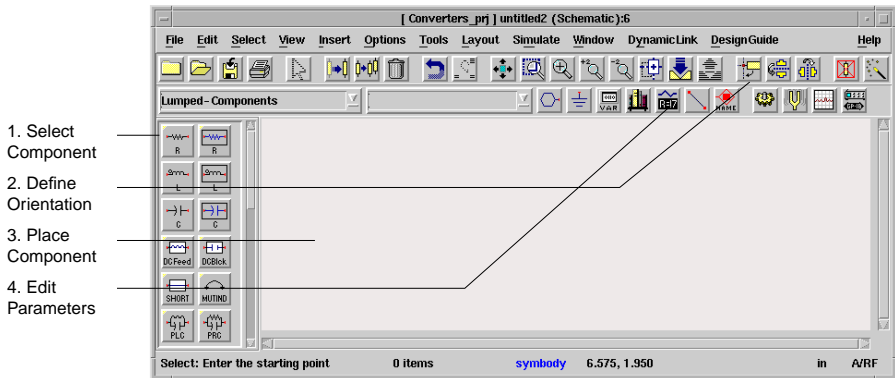 [ Converters_prj ] untitled2 (Schematic):6
File Edit Select View Insert Options Tools Layout Simulate Window DynamicLink DesignGuide Help
Lumped-Components
VAR
R=17
NAME
1. Select
Component
2. Define
Orientation
3. Place
Component
4. Edit
Parameters
R R
L L
C C
DCFeed DCBlck
SHORT MUTIND
PLC PRC
Select: Enter the starting point 0 items symbody 6.575, 1.950 in A/RF